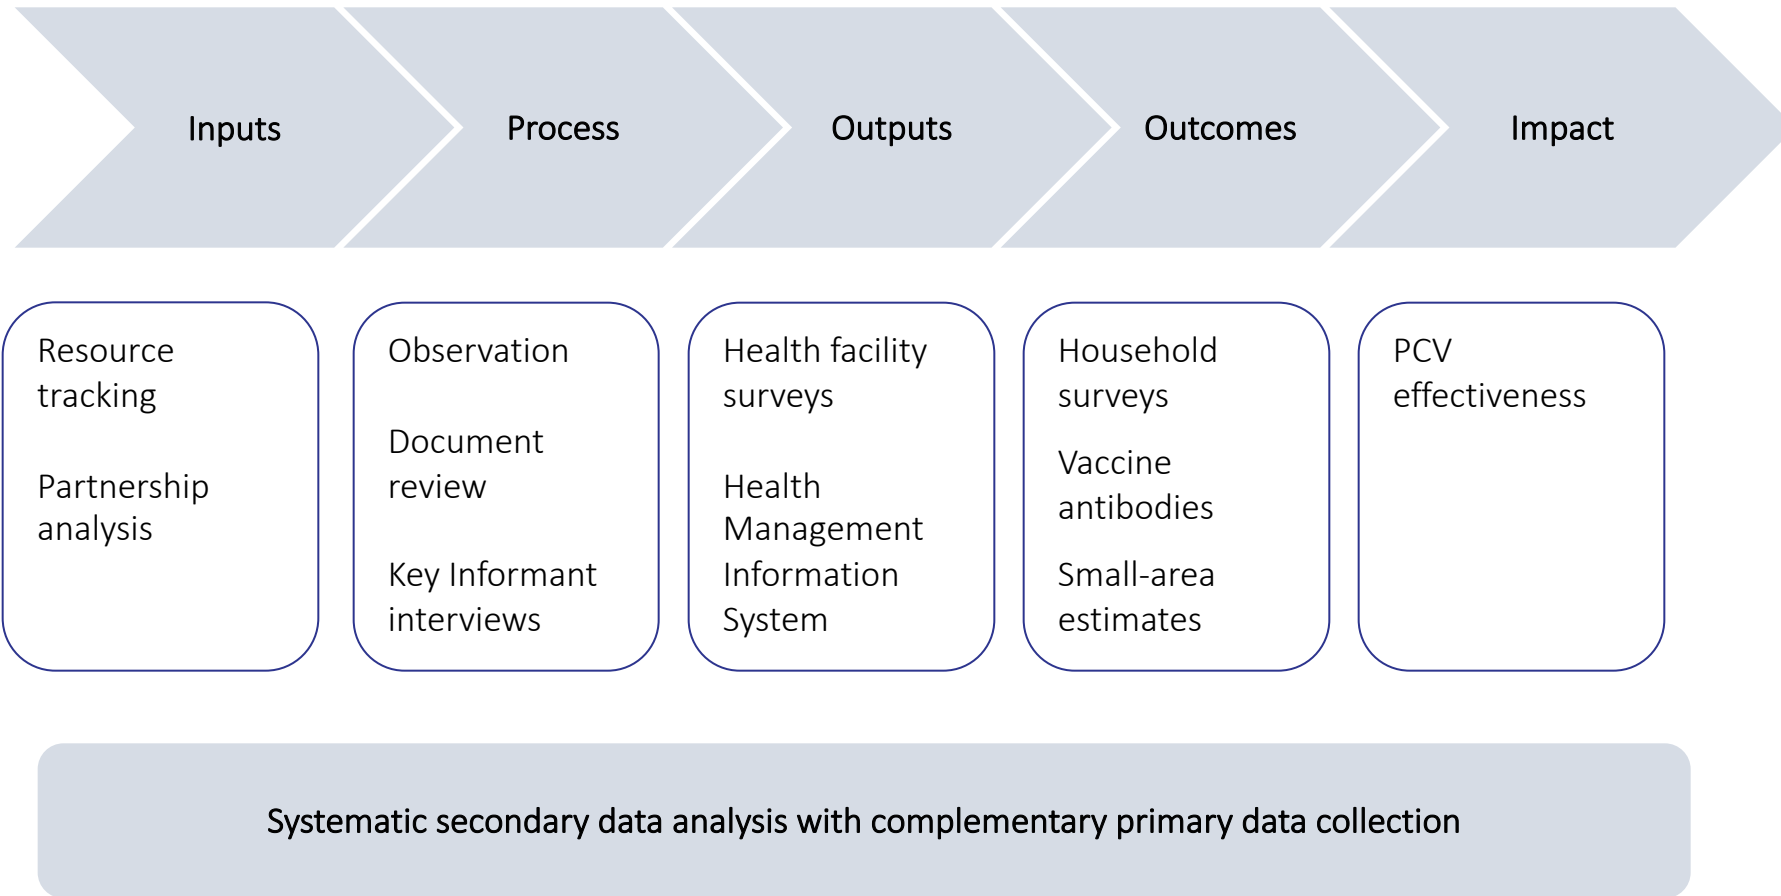 Inputs
Process
Outputs
Outcomes
Impact
Resource
tracking
Partnership
analysis
Observation
Document
review
Key Informant
interviews
Health facility
surveys
Health
Management
Information
System
Household
surveys
Vaccine
antibodies
Small-area
estimates
PCV
effectiveness
Systematic secondary data analysis with complementary primary data collection